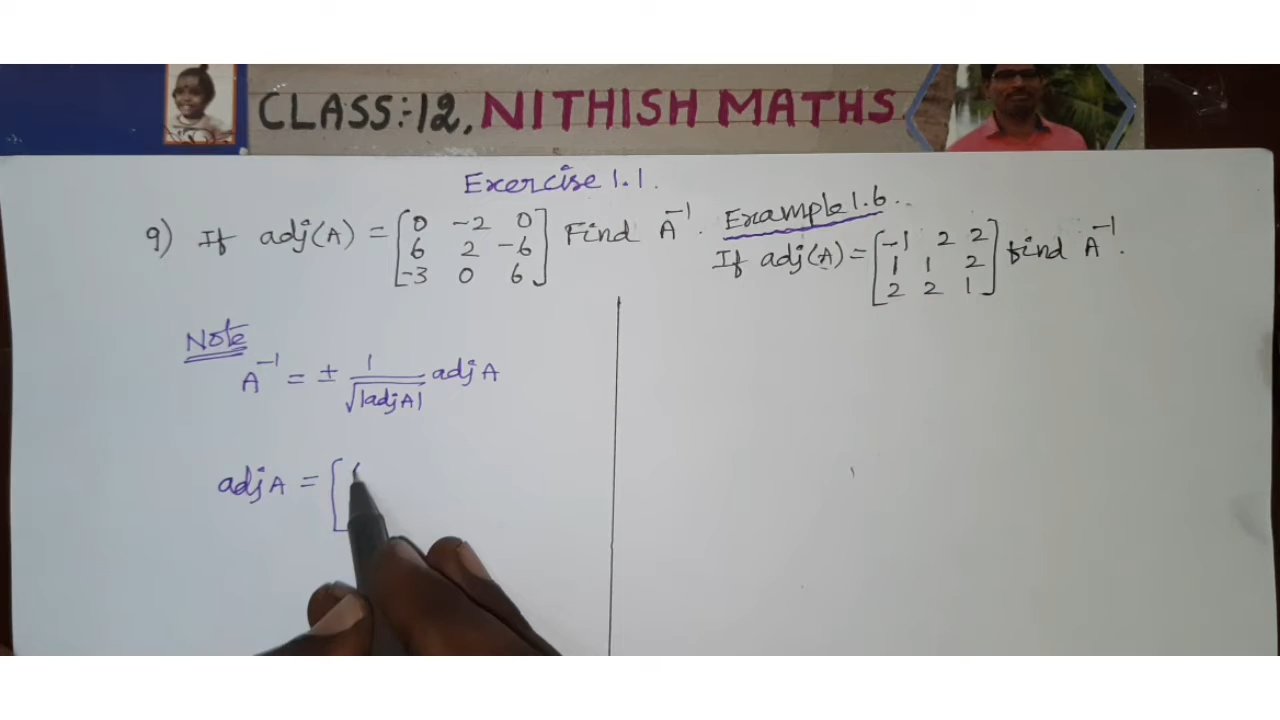 CLASS:-12, NITHISH MATHS.
Exercise 1.1.
9) If adj(A) = [0 -2 0
6 2 -6
-3 0 6] Find A⁻¹.
Example 1.6..
If adj(A) = [-1 2 2
1 1 2
2 2 1] find A⁻¹.
Note
A⁻¹ = ± 1/√|adjA| adj A
adj A = [